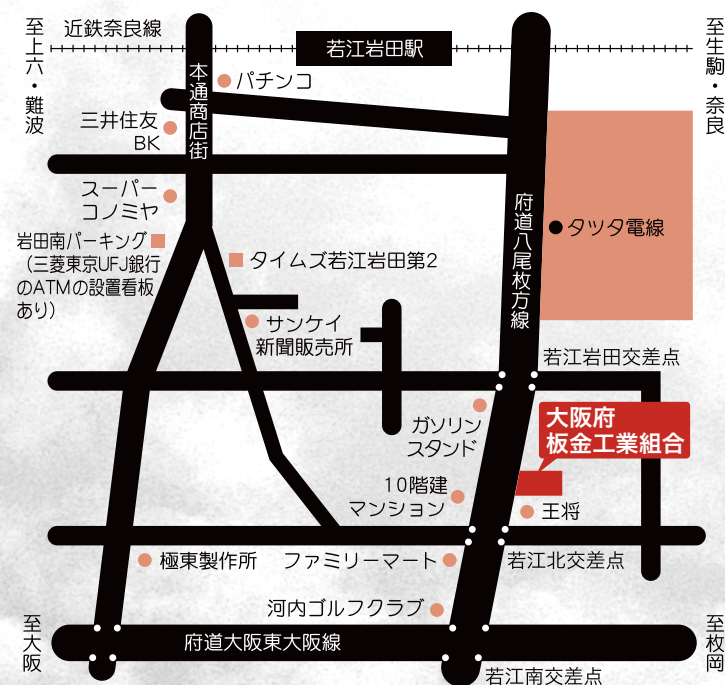 至上六・難波
近鉄奈良線
若江岩田駅
至生駒・奈良
本通商店街
パチンコ
三井住友
BK
スーパー
コノミヤ
岩田南パーキング
（三菱東京UFJ銀行
のATMの設置看板
あり）
タイムズ若江岩田第2
サンケイ
新聞販売所
府道八尾枚方線
タツタ電線
若江岩田交差点
ガソリン
スタンド
大阪府
板金工業組合
10階建
マンション
王将
極東製作所
ファミリーマート
若江北交差点
河内ゴルフクラブ
至大阪
府道大阪東大阪線
至枚岡
若江南交差点